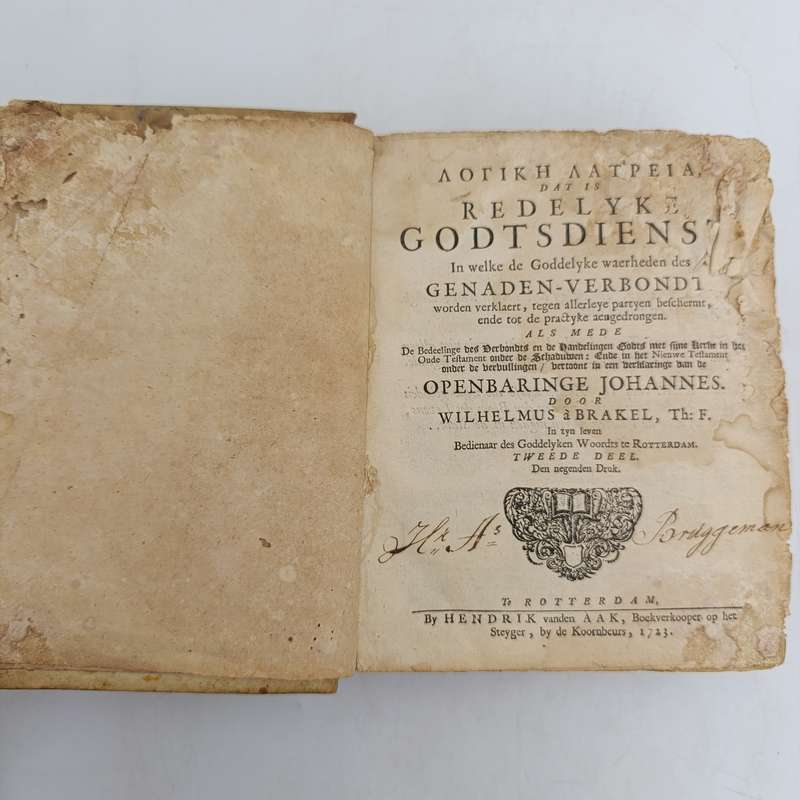 ΛΟΓΙΚΗ ΛΑΤΡΕΙΑ,
DAT IS
REDELYKE
GODTSDIENST
In welke de Goddelyke waerheden des
GENADEN-VERBONDT
worden verklaert, tegen allerleye partyen beschermt,
ende tot de practyke aengedrongen.
ALS MEDE
De Bedeelinge des Verbondts en de Handelingen Godts met sijne Kerke in het
Oude Testament onder de Schaduwen: Ende in het Nieuwe Testament
onder de vervullingen / vertoont in een verklaringe van de
OPENBARINGE JOHANNES.
DOOR
WILHELMUS à BRAKEL, Th: F.
In zyn leven
Bedienaar des Goddelyken Woordts te ROTTERDAM.
TWEEDE DEEL.
Den negenden Druk.
Hk As Bruggeman
Te ROTTERDAM,
By HENDRIK vanden AAK, Boekverkooper op het
Steyger, by de Koornbeurs, 1723.